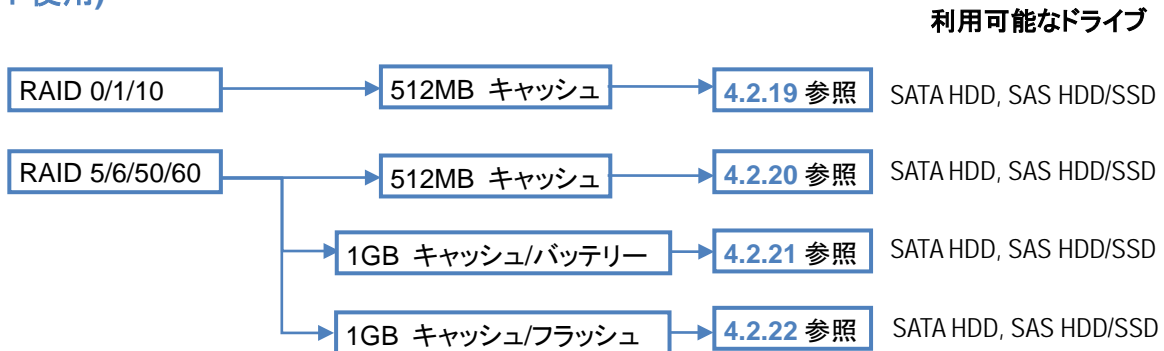 使用)
利用可能なドライブ
RAID 0/1/10 512MB キャッシュ 4.2.19 参照 SATA HDD, SAS HDD/SSD
RAID 5/6/50/60 512MB キャッシュ 4.2.20 参照 SATA HDD, SAS HDD/SSD
1GB キャッシュ/バッテリー 4.2.21 参照 SATA HDD, SAS HDD/SSD
1GB キャッシュ/フラッシュ 4.2.22 参照 SATA HDD, SAS HDD/SSD